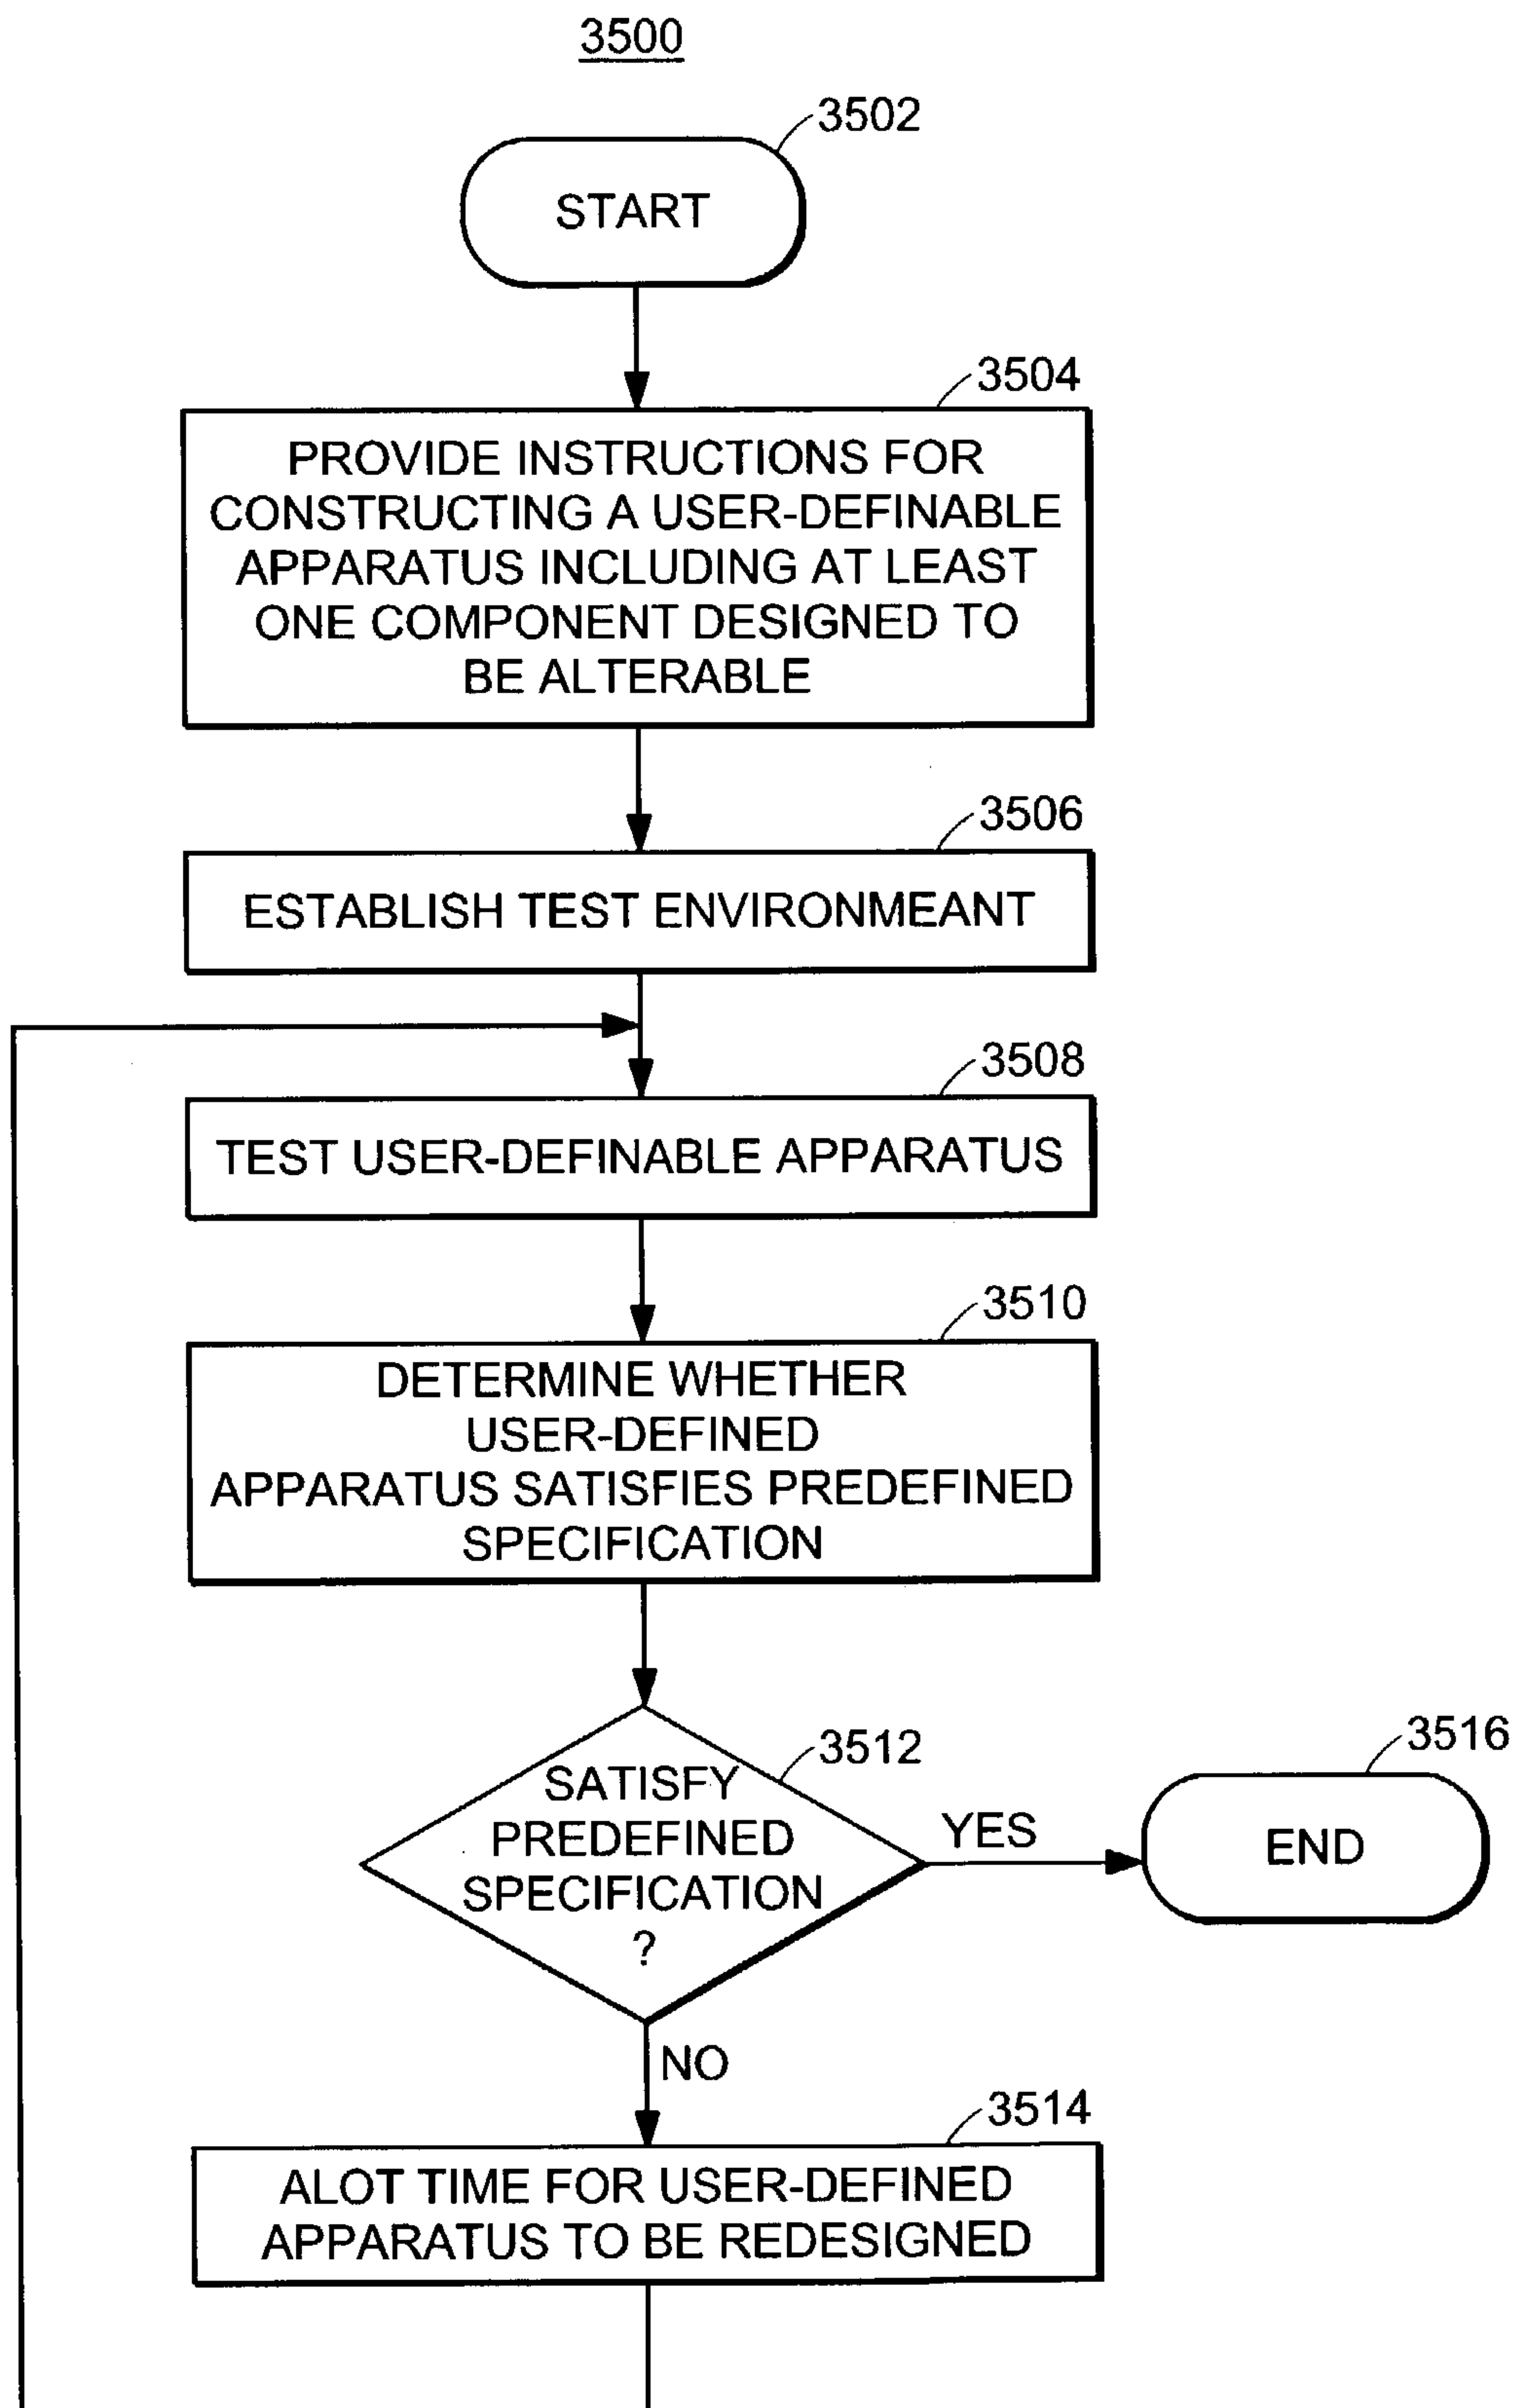 3500
3502
START
3504
PROVIDE INSTRUCTIONS FOR
CONSTRUCTING A USER-DEFINABLE
APPARATUS INCLUDING AT LEAST
ONE COMPONENT DESIGNED TO
BE ALTERABLE
3506
ESTABLISH TEST ENVIRONMEANT
3508
TEST USER-DEFINABLE APPARATUS
3510
DETERMINE WHETHER
USER-DEFINED
APPARATUS SATISFIES PREDEFINED
SPECIFICATION
3512
SATISFY
PREDEFINED
SPECIFICATION
?
YES
3516
END
NO
3514
ALOT TIME FOR USER-DEFINED
APPARATUS TO BE REDESIGNED